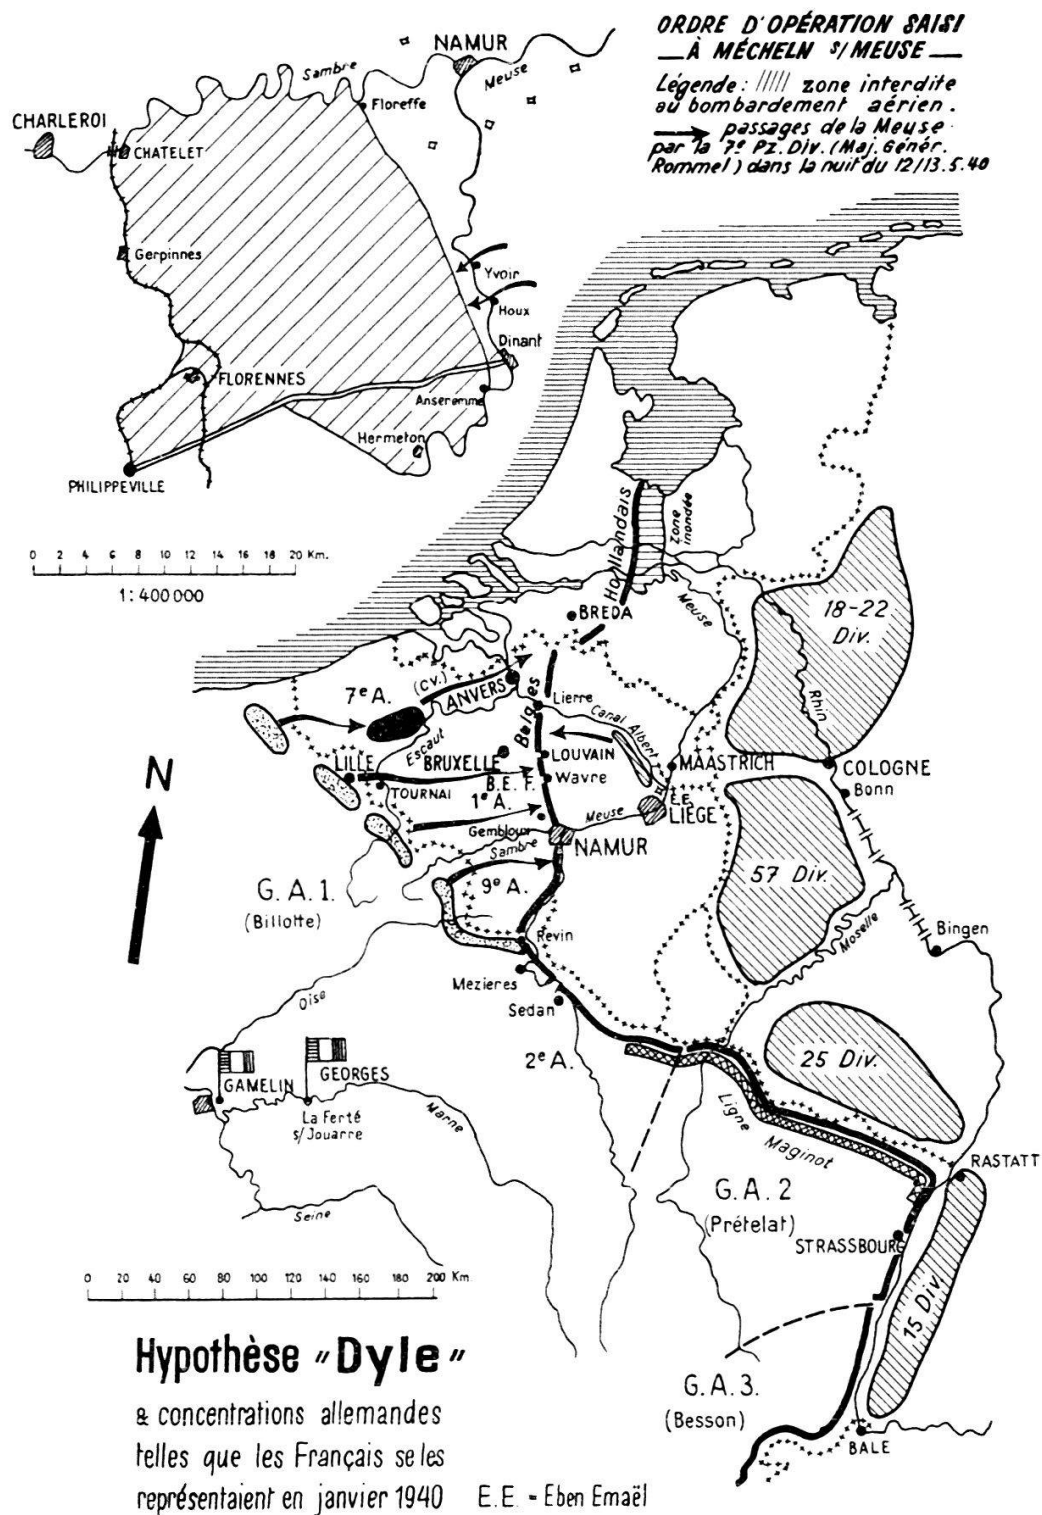 ORDRE D'OPÉRATION SAISI
À MÉCHELN s/MEUSE
Légende: zone interdite
au bombardement aérien.
passages de la Meuse
par la 7e Pz. Div. (Maj. Génér.
Rommel) dans la nuit du 12/13.5.40
NAMUR
Sambre
Meuse
Floreffe
CHARLEROI
CHATELET
Gerpinnes
Yvoir
Houx
Dinant
FLORENNES
Anseremme
Hermeton
PHILIPPEVILLE
0 2 4 6 8 10 12 14 16 18 20 Km.
1:400 000
Hollandais
Zone inondée
Meuse
BREDA
18-22
Div.
Rhin
7e A.
(CV.)
ANVERS
Belges
Lierre
Canal Albert
Escaut
LILLE
BRUXELLE
LOUVAIN
MAASTRICH
COLOGNE
TOURNAI
B.E.F.
Wavre
E.E.
Bonn
1e A.
Meuse
LIÈGE
Gembloux
Sambre
NAMUR
G.A.1.
(Billotte)
9e A.
57 Div.
Revin
Moselle
Bingen
Mezieres
Oise
Sedan
GAMELIN
GEORGES
2e A.
25 Div.
La Ferté
s/Jouarre
Marne
Ligne Maginot
RASTATT
Seine
G.A.2
(Prételat)
STRASSBOURG
15 Div.
0 20 40 60 80 100 120 140 160 180 200 Km.
G.A.3.
(Besson)
BALE
N
Hypothèse "Dyle"
& concentrations allemandes
telles que les Français se les
représentaient en janvier 1940
E.E. - Eben Emaël